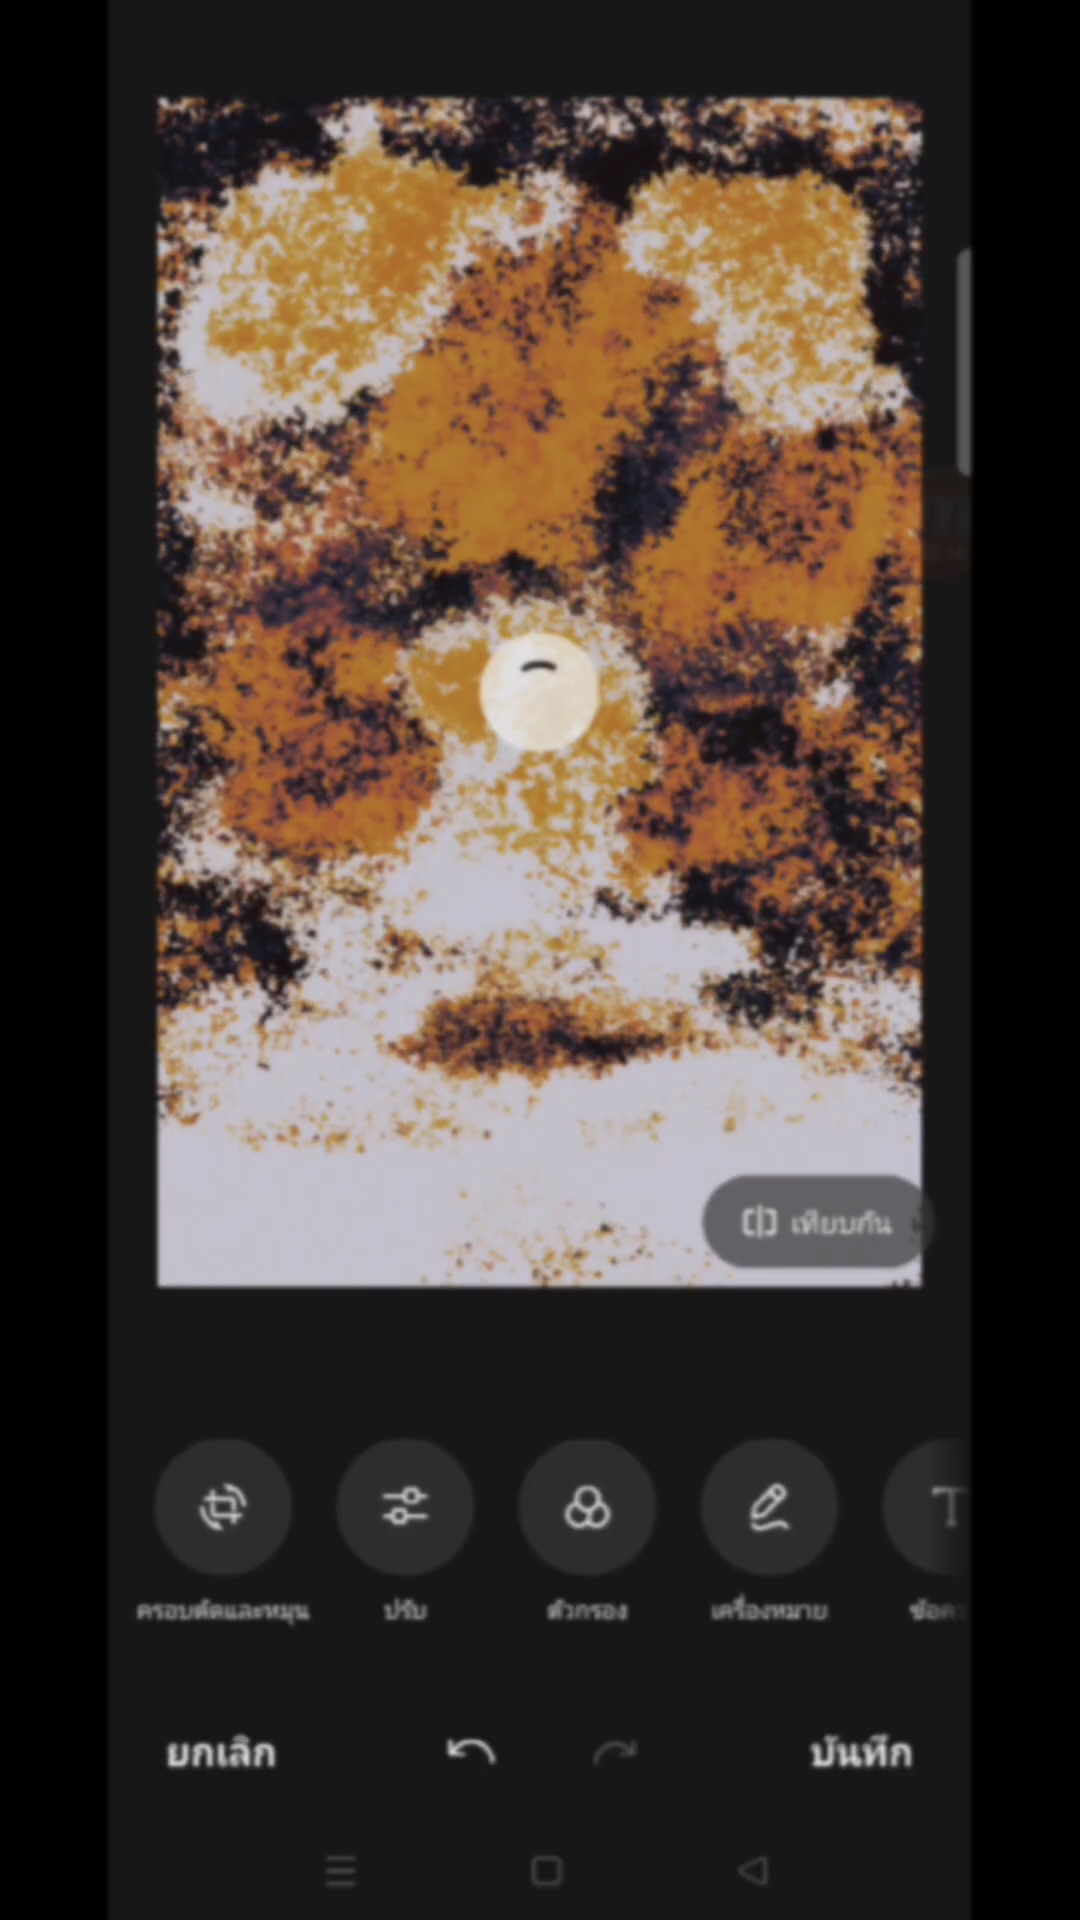 เทียบกัน
ครอบตัดและหมุน
ปรับ
ตัวกรอง
เครื่องหมาย
ยกเลิก
บันทึก